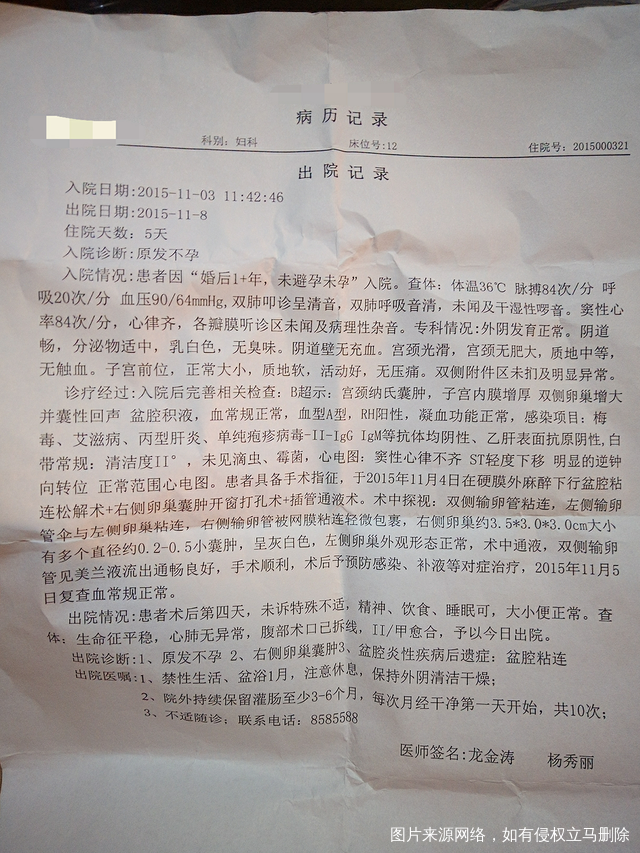 病历记录
科别：妇科 床位号:12 住院号：2015000321
出院记录
入院日期:2015-11-03 11:42:46
出院日期:2015-11-8
住院天数：5天
入院诊断：原发不孕
入院情况：患者因“婚后1+年，未避孕未孕”入院。查体：体温36℃ 脉搏84次/分 呼
吸20次/分 血压90/64mmHg,双肺叩诊呈清音，双肺呼吸音清，未闻及干湿性啰音。窦性心
率84次/分，心律齐，各瓣膜听诊区未闻及病理性杂音。专科情况:外阴发育正常。阴道
畅，分泌物适中，乳白色，无臭味。阴道壁无充血。宫颈光滑，宫颈无肥大，质地中等，
无触血。子宫前位，正常大小，质地软，活动好，无压痛。双侧附件区未扪及明显异常。
诊疗经过:入院后完善相关检查：B超示：宫颈纳氏囊肿，子宫内膜增厚 双侧卵巢增大
并囊性回声 盆腔积液，血常规正常，血型A型，RH阳性，凝血功能正常，感染项目：梅
毒、艾滋病、丙型肝炎、单纯疱疹病毒-II-IgG IgM等抗体均阴性、乙肝表面抗原阴性,白
带常规：清洁度II°，未见滴虫、霉菌，心电图：窦性心律不齐 ST轻度下移 明显的逆钟
向转位 正常范围心电图。患者具备手术指征，于2015年11月4日在硬膜外麻醉下行盆腔粘
连松解术+右侧卵巢囊肿开窗打孔术+插管通液术。术中探视：双侧输卵管粘连，左侧输卵
管伞与左侧卵巢粘连，右侧输卵管被网膜粘连轻微包裹，右侧卵巢约3.5*3.0*3.0cm大小
有多个直径约0.2-0.5小囊肿，呈灰白色，左侧卵巢外观形态正常，术中通液，双侧输卵
管见美兰液流出通畅良好，手术顺利，术后予预防感染、补液等对症治疗，2015年11月5
日复查血常规正常。
出院情况:患者术后第四天，未诉特殊不适，精神、饮食、睡眠可，大小便正常。查
体：生命征平稳，心肺无异常，腹部术口已拆线，II/甲愈合，予以今日出院。
出院诊断:1、原发不孕 2、右侧卵巢囊肿3、盆腔炎性疾病后遗症：盆腔粘连
出院医嘱:1、禁性生活、盆浴1月，注意休息，保持外阴清洁干燥；
2、院外持续保留灌肠至少3-6个月，每次月经干净第一天开始，共10次；
3、不适随诊；联系电话：8585588
医师签名:龙金涛 杨秀丽
图片来源网络，如有侵权立马删除